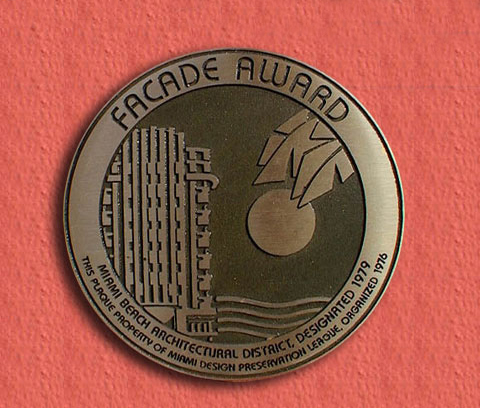 FACADE AWARD
MIAMI BEACH ARCHITECTURAL DISTRICT, DESIGNATED 1979
THIS PLAQUE PROPERTY OF MIAMI DESIGN PRESERVATION LEAGUE, ORGANIZED 1976